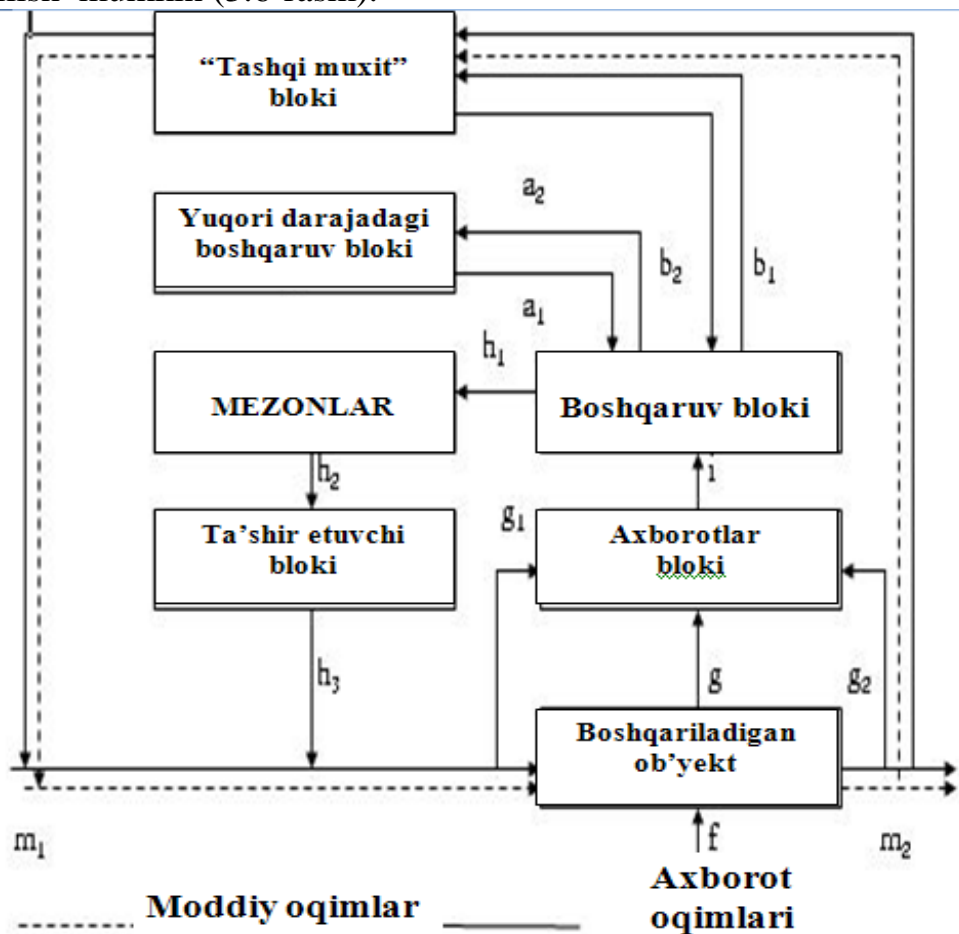 mumkin
“Tashqi muxit”
bloki
a₂
Yuqori darajadagi
boshqaruv bloki
b₂
b₁
a₁
h₁
MEZONLAR
Boshqaruv bloki
h₂
i
g₁
Ta’shir etuvchi
bloki
Axborotlar
bloki
h₃
g
g₂
Boshqariladigan
ob’yekt
m₁
f
m₂
Moddiy oqimlar
Axborot
oqimlari